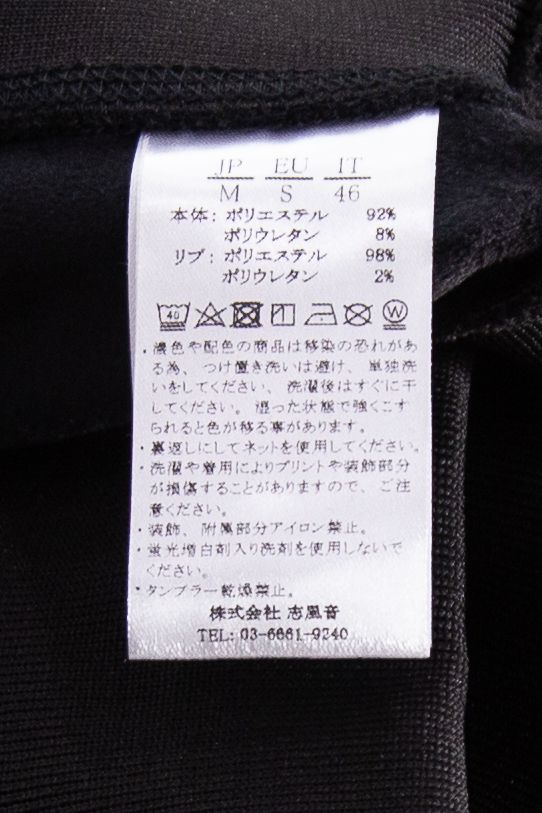 JP EU IT
M S 46
本体: ポリエステル 92%
ポリウレタン 8%
リブ: ポリエステル 98%
ポリウレタン 2%
40 W
・濃色や配色の商品は移染の恐れがあ
る為、つけ置き洗いは避け、単独洗
いをしてください、洗濯後はすぐに干
してください。湿った状態で強くこす
られると色が移る事があります。
・裏返しにしてネットを使用してください。
・洗濯や着用によりプリントや装飾部分
が損傷することがありますので、ご注
意ください。
・装飾、附属部分アイロン禁止。
・蛍光増白剤入り洗剤を使用しないで
ください。
・タンブラー乾燥禁止。
株式会社 志風音
TEL: 03-6661-9240